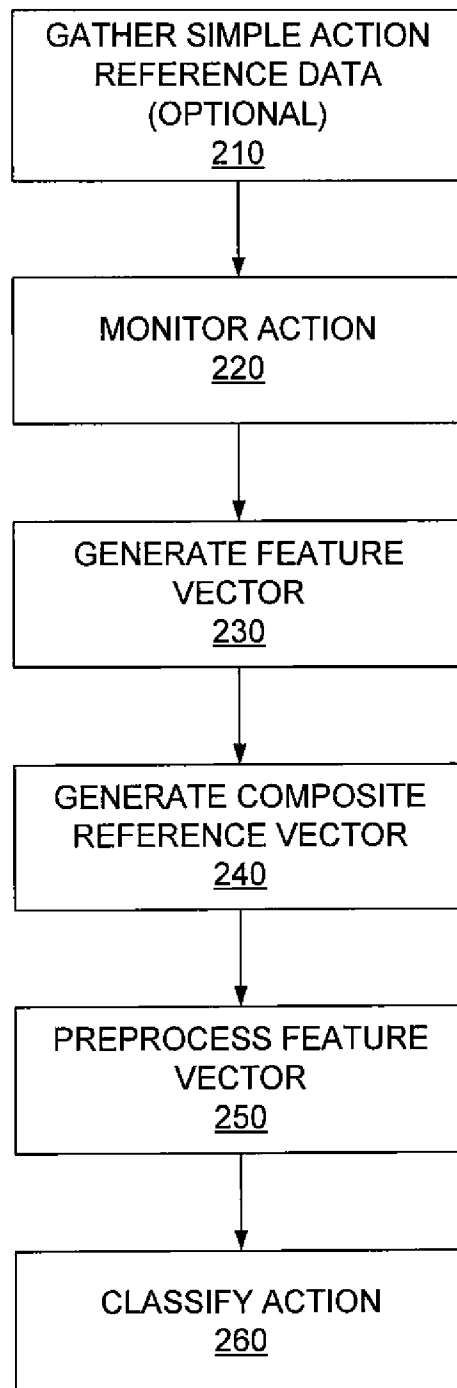 GATHER SIMPLE ACTION
REFERENCE DATA
(OPTIONAL)
210
MONITOR ACTION
220
GENERATE FEATURE
VECTOR
230
GENERATE COMPOSITE
REFERENCE VECTOR
240
PREPROCESS FEATURE
VECTOR
250
CLASSIFY ACTION
260